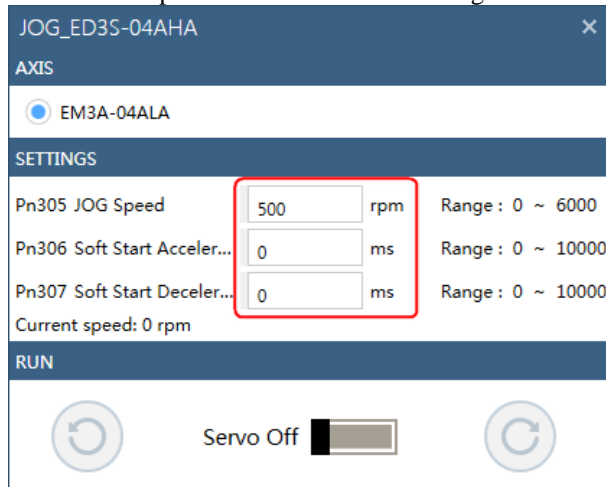 JOG_ED3S-04AHA
AXIS
EM3A-04ALA
SETTINGS
Pn305 JOG Speed 500 rpm Range : 0 ~ 6000
Pn306 Soft Start Acceler... 0 ms Range : 0 ~ 10000
Pn307 Soft Start Deceler... 0 ms Range : 0 ~ 10000
Current speed: 0 rpm
RUN
Servo Off